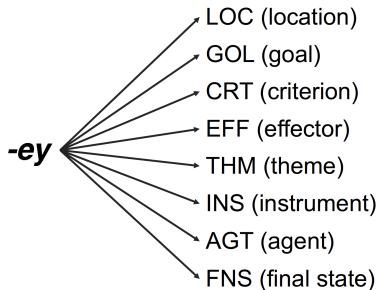 LOC (location)
GOL (goal)
CRT (criterion)
EFF (effector)
-ey
THM (theme)
INS (instrument)
AGT (agent)
FNS (final state)